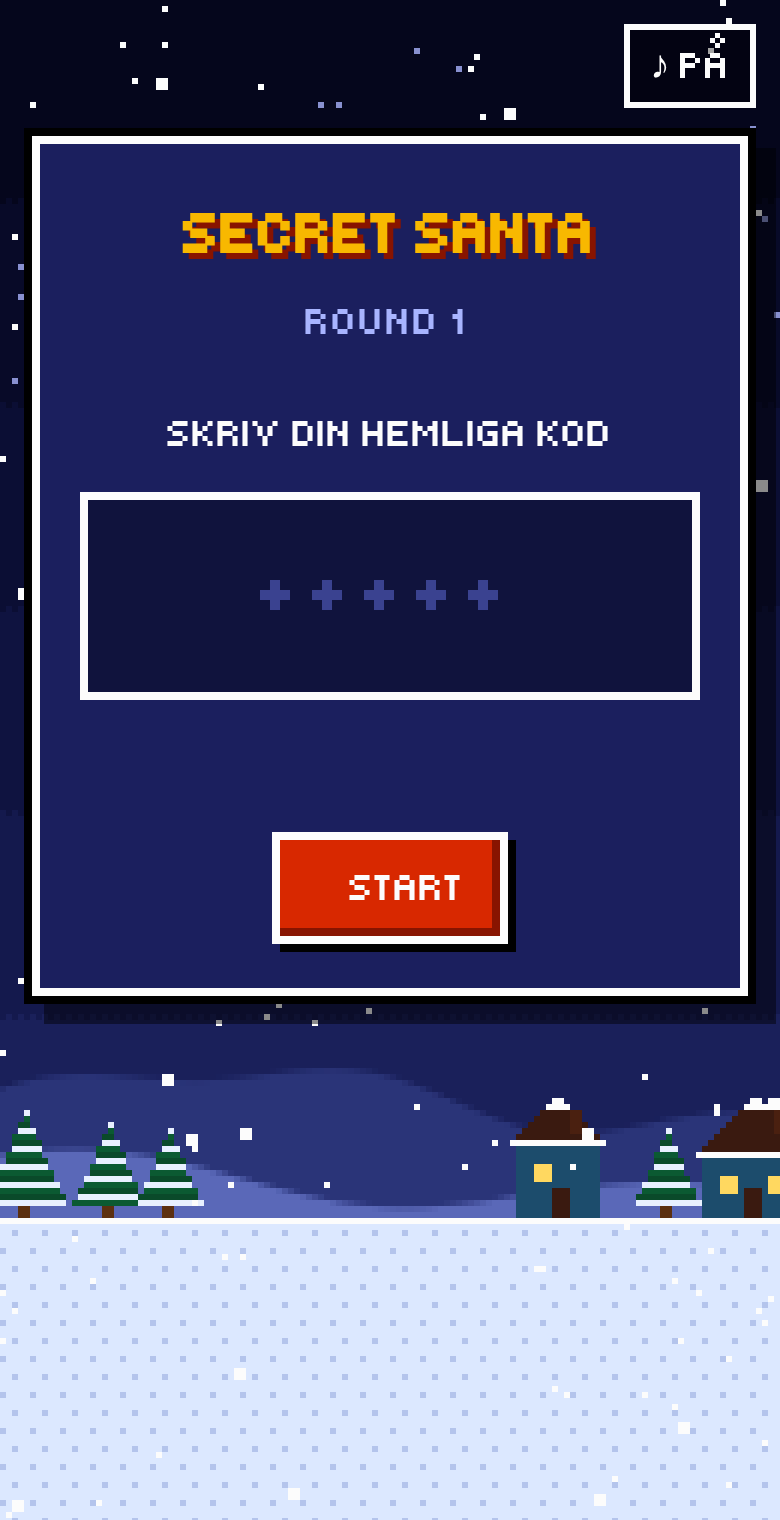 ♪ PÅ
SECRET SANTA
ROUND 1
SKRIV DIN HEMLIGA KOD
START